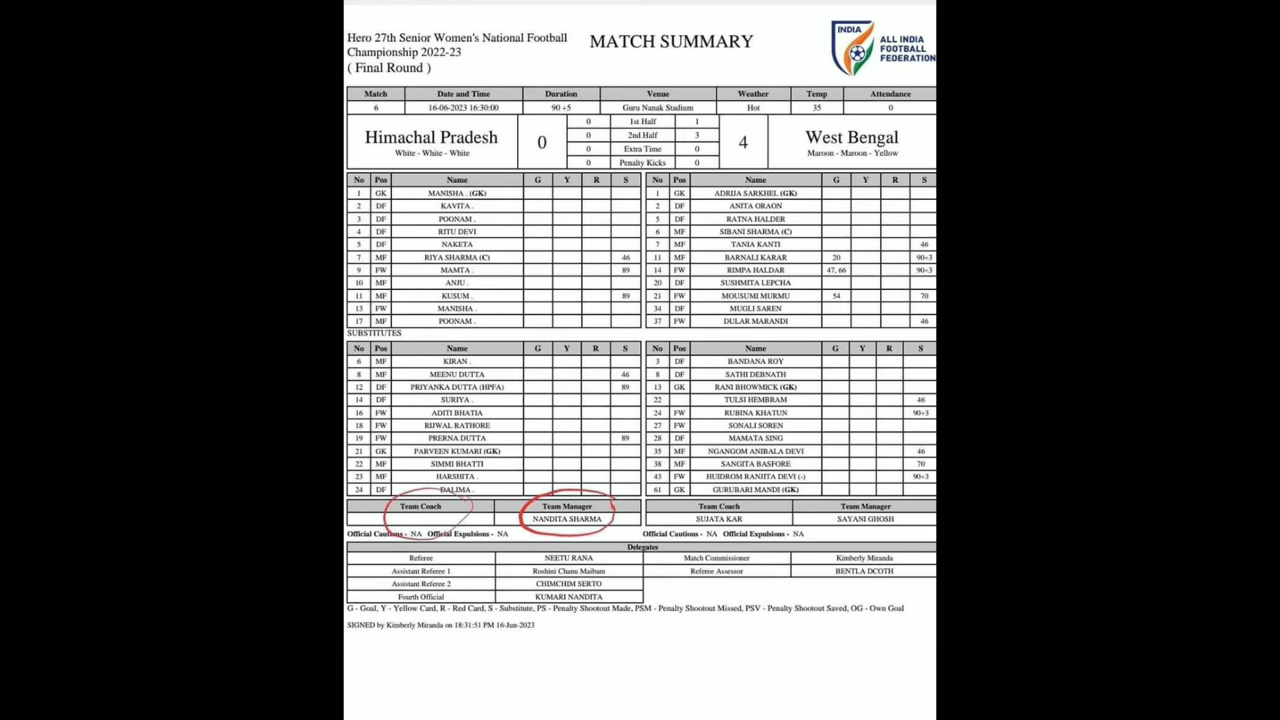 Hero 27th Senior Women's National Football
Championship 2022-23
( Final Round )
MATCH SUMMARY
INDIA
ALL INDIA
FOOTBALL
FEDERATION
Match Date and Time Duration Venue Weather Temp Attendance
6 16-06-2023 16:30:00 90 +5 Guru Nanak Stadium Hot 35 0
Himachal Pradesh
White - White - White
0
0 1st Half 1
0 2nd Half 3
0 Extra Time 0
0 Penalty Kicks 0
4
West Bengal
Maroon - Maroon - Yellow
No Pos Name G Y R S
1 GK MANISHA . (GK)
2 DF KAVITA .
3 DF POONAM .
4 DF RITU DEVI
5 DF NAKETA
7 MF RIYA SHARMA (C) 46
9 FW MAMTA . 89
10 MF ANJU .
11 MF KUSUM . 89
13 FW MANISHA .
17 MF POONAM .
No Pos Name G Y R S
1 GK ADRIJA SARKHEL (GK)
2 DF ANITA ORAON
5 DF RATNA HALDER
6 MF SIBANI SHARMA (C)
7 MF TANIA KANTI 46
11 MF BARNALI KARAR 20 90+3
14 FW RIMPA HALDAR 47, 66 90+3
20 DF SUSHMITA LEPCHA
21 FW MOUSUMI MURMU 54 70
34 DF MUGLI SAREN
37 FW DULAR MARANDI 46
SUBSTITUTES
No Pos Name G Y R S
6 MF KIRAN .
8 MF MEENU DUTTA 46
12 DF PRIYANKA DUTTA (HPFA) 89
14 DF SURIYA .
16 FW ADITI BHATIA
18 FW RIJWAL RATHORE
19 FW PRERNA DUTTA 89
21 GK PARVEEN KUMARI (GK)
22 MF SIMMI BHATTI
23 MF HARSHITA .
24 DF DALIMA .
No Pos Name G Y R S
3 DF BANDANA ROY
8 DF SATHI DEBNATH
13 GK RANI BHOWMICK (GK)
22 TULSI HEMBRAM 46
24 FW RUBINA KHATUN 90+3
27 FW SONALI SOREN
28 DF MAMATA SING
35 MF NGANGOM ANIBALA DEVI 46
38 MF SANGITA BASFORE 70
43 FW HUIDROM RANJITA DEVI (-) 90+3
61 GK GURUBARI MANDI (GK)
Team Coach Team Manager
NANDITA SHARMA
Official Cautions - NA Official Expulsions - NA
Team Coach Team Manager
SUJATA KAR SAYANI GHOSH
Official Cautions - NA Official Expulsions - NA
Delegates
Referee NEETU RANA Match Commissioner Kimberly Miranda
Assistant Referee 1 Roshini Chanu Maibam Referee Assessor BENTLA DCOTH
Assistant Referee 2 CHIMCHIM SERTO
Fourth Official KUMARI NANDITA
G - Goal, Y - Yellow Card, R - Red Card, S - Substitute, PS - Penalty Shootout Made, PSM - Penalty Shootout Missed, PSV - Penalty Shootout Saved, OG - Own Goal
SIGNED by Kimberly Miranda on 18:31:51 PM 16-Jun-2023